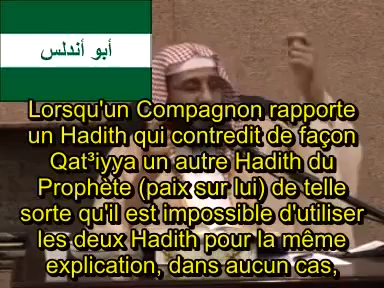 أبو أندلس
Lorsqu'un Compagnon rapporte
un Hadith qui contredit de façon
Qat³iyya un autre Hadith du
Prophète (paix sur lui) de telle
sorte qu'il est impossible d'utiliser
les deux Hadith pour la même
explication, dans aucun cas,